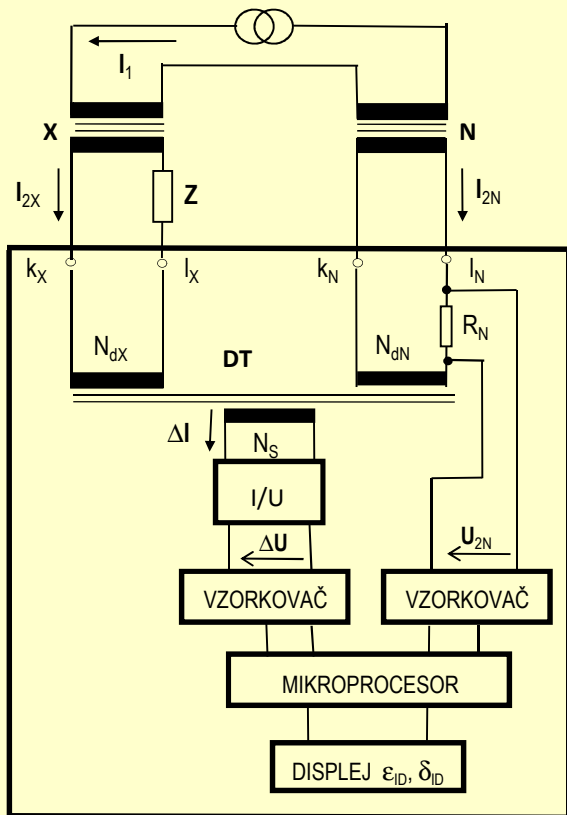 I₁
X N
I₂X Z I₂N
kX lX kN lN
RN
NdX DT NdN
ΔI
NS
I/U
ΔU U₂N
VZORKOVAČ VZORKOVAČ
MIKROPROCESOR
DISPLEJ εID, δID